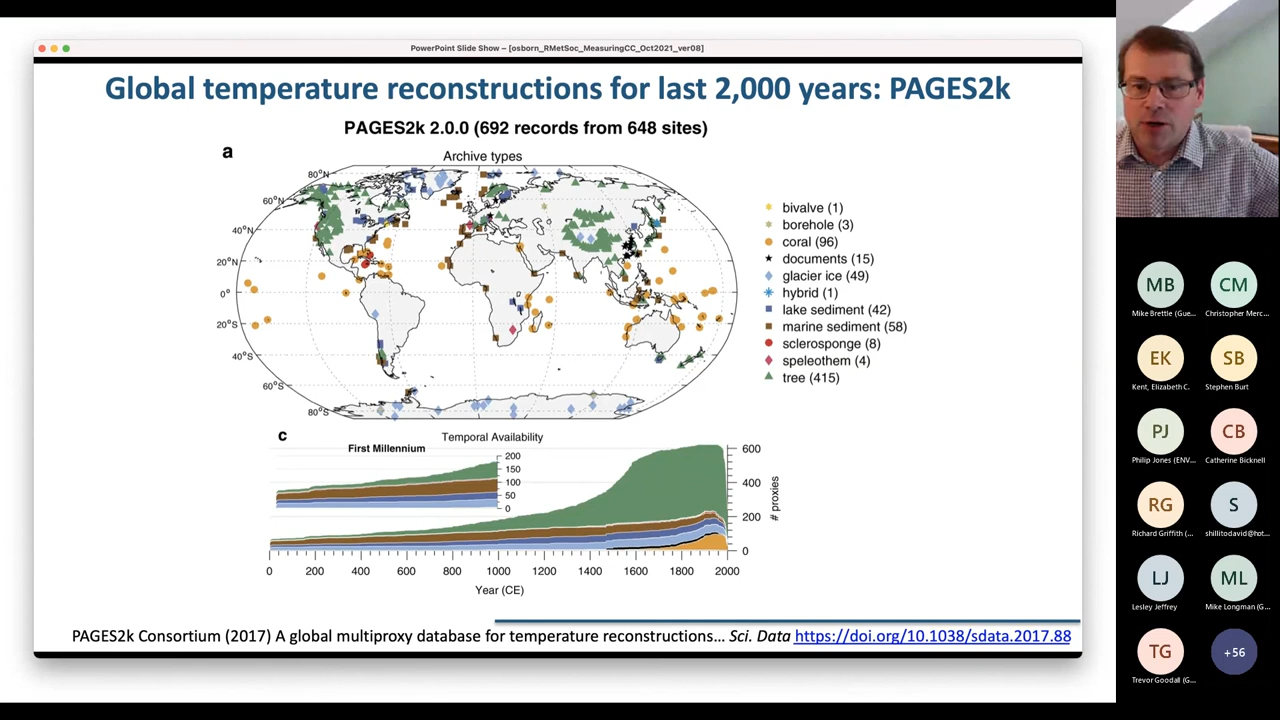 PowerPoint Slide Show – [osborn_RMetSoc_MeasuringCC_Oct2021_ver08]
Global temperature reconstructions for last 2,000 years: PAGES2k
PAGES2k 2.0.0 (692 records from 648 sites)
a
Archive types
80°N
60°N
40°N
20°N
0°
20°S
40°S
60°S
80°S
bivalve (1)
borehole (3)
coral (96)
documents (15)
glacier ice (49)
hybrid (1)
lake sediment (42)
marine sediment (58)
sclerosponge (8)
speleothem (4)
tree (415)
c
Temporal Availability
First Millennium
200
150
100
50
0
600
400
200
0
# proxies
0 200 400 600 800 1000 1200 1400 1600 1800 2000
Year (CE)
PAGES2k Consortium (2017) A global multiproxy database for temperature reconstructions... Sci. Data https://doi.org/10.1038/sdata.2017.88
MB CM
Mike Brettle (Gue... Christopher Merc...
EK SB
Kent, Elizabeth C. Stephen Burt
PJ CB
Philip Jones (ENV... Catherine Bicknell
RG S
Richard Griffith (... shillitodavid@hot...
LJ ML
Lesley Jeffrey Mike Longman (G...
TG +56
Trevor Goodall (G...